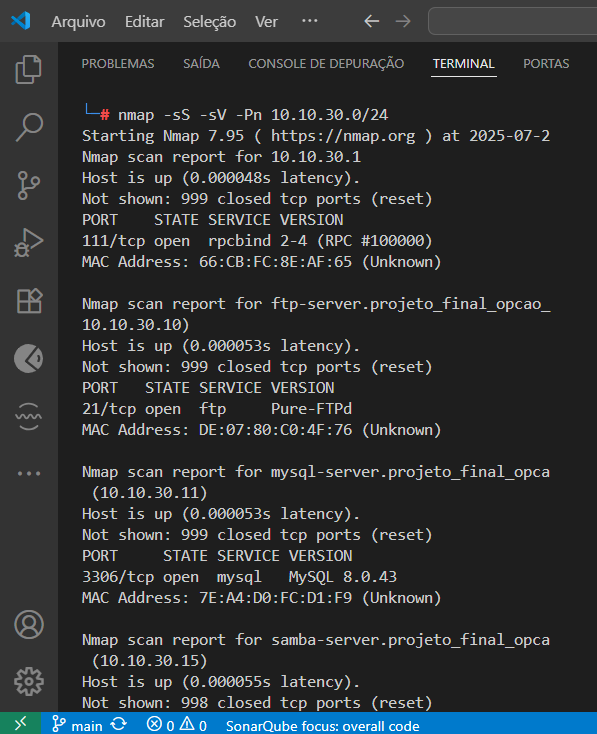 Arquivo Editar Seleção Ver ···
PROBLEMAS SAÍDA CONSOLE DE DEPURAÇÃO TERMINAL PORTAS
└─# nmap -sS -sV -Pn 10.10.30.0/24
Starting Nmap 7.95 ( https://nmap.org ) at 2025-07-2
Nmap scan report for 10.10.30.1
Host is up (0.000048s latency).
Not shown: 999 closed tcp ports (reset)
PORT    STATE SERVICE VERSION
111/tcp open  rpcbind 2-4 (RPC #100000)
MAC Address: 66:CB:FC:8E:AF:65 (Unknown)

Nmap scan report for ftp-server.projeto_final_opcao_
10.10.30.10)
Host is up (0.000053s latency).
Not shown: 999 closed tcp ports (reset)
PORT   STATE SERVICE VERSION
21/tcp open  ftp     Pure-FTPd
MAC Address: DE:07:80:C0:4F:76 (Unknown)

Nmap scan report for mysql-server.projeto_final_opca
 (10.10.30.11)
Host is up (0.000053s latency).
Not shown: 999 closed tcp ports (reset)
PORT     STATE SERVICE VERSION
3306/tcp open  mysql   MySQL 8.0.43
MAC Address: 7E:A4:D0:FC:D1:F9 (Unknown)

Nmap scan report for samba-server.projeto_final_opca
 (10.10.30.15)
Host is up (0.000055s latency).
Not shown: 998 closed tcp ports (reset)
main 0 0 SonarQube focus: overall code